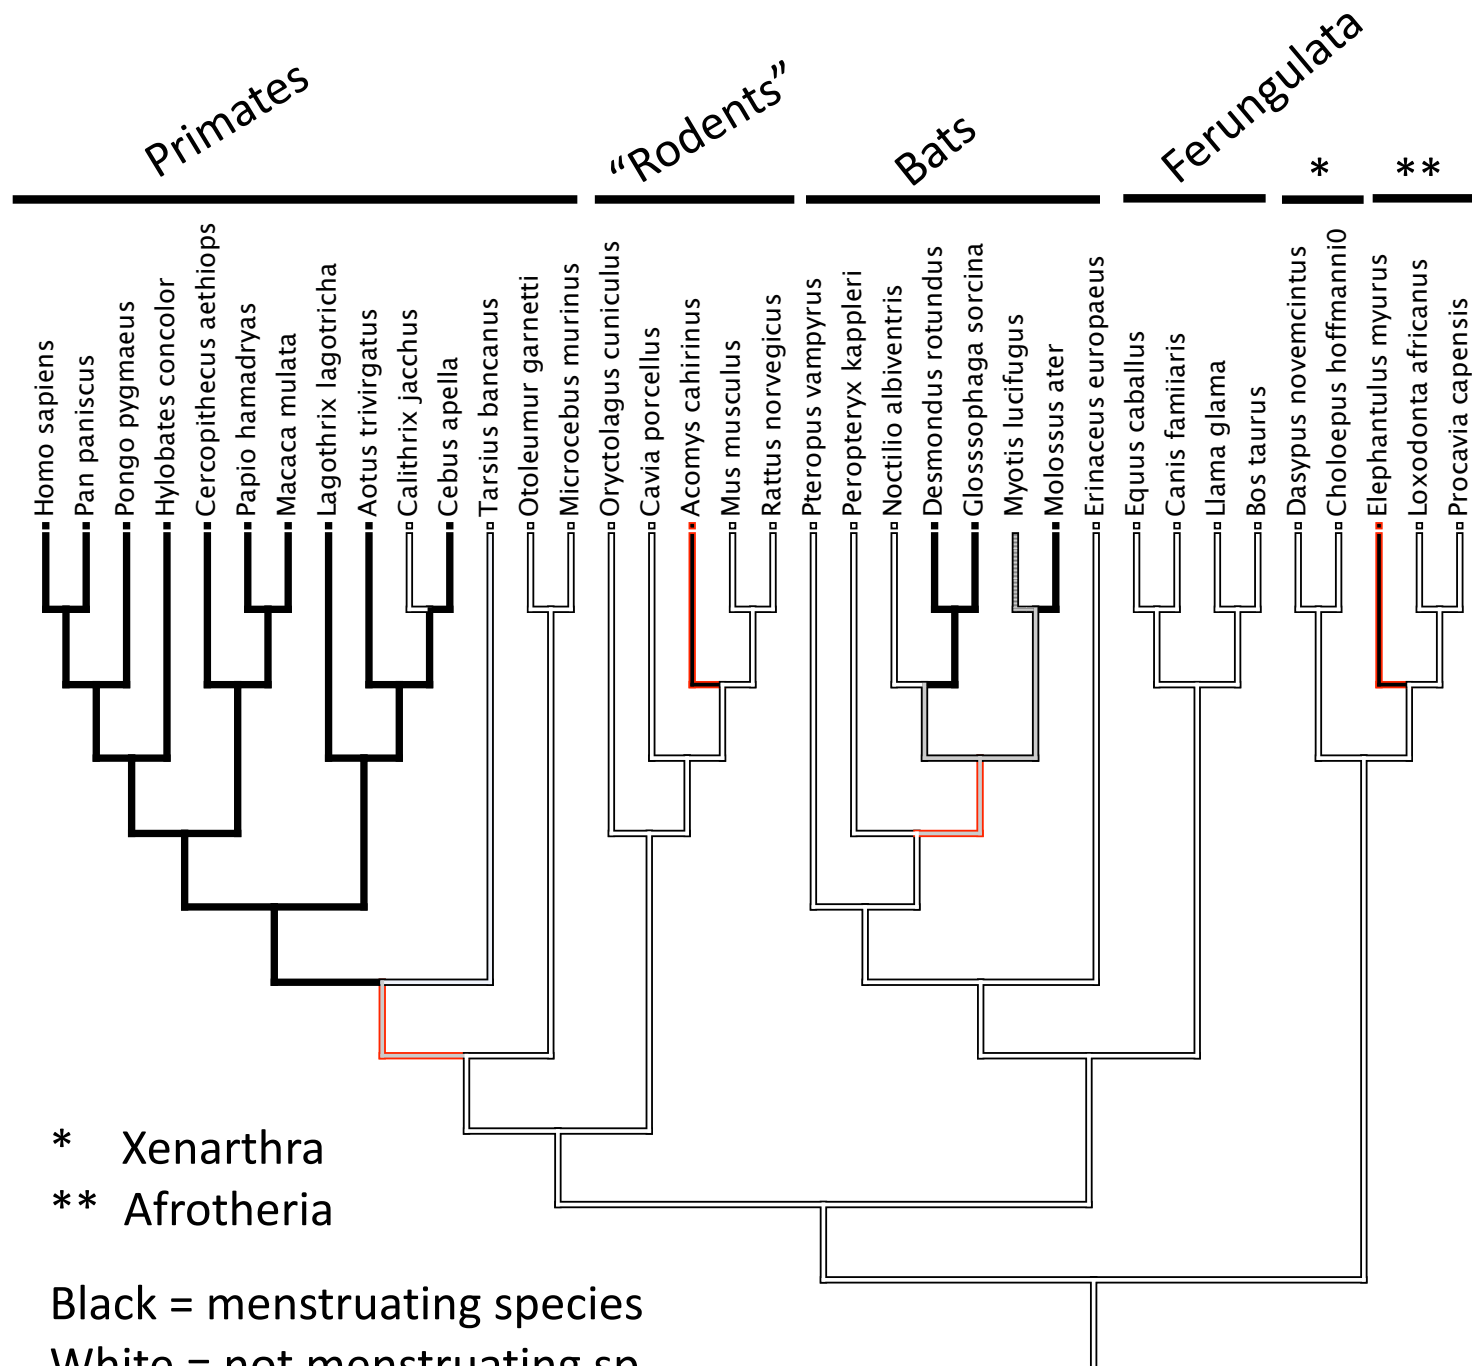 Primates
“Rodents”
Bats
Ferungulata
*
**
Homo sapiens
Pan paniscus
Pongo pygmaeus
Hylobates concolor
Cercopithecus aethiops
Papio hamadryas
Macaca mulata
Lagothrix lagotricha
Aotus trivirgatus
Calithrix jacchus
Cebus apella
Tarsius bancanus
Otoleumur garnetti
Microcebus murinus
Oryctolagus cuniculus
Cavia porcellus
Acomys cahirinus
Mus musculus
Rattus norvegicus
Pteropus vampyrus
Peropteryx kappleri
Noctilio albiventris
Desmondus rotundus
Glosssophaga sorcina
Myotis lucifugus
Molossus ater
Erinaceus europaeus
Equus caballus
Canis famiiaris
Llama glama
Bos taurus
Dasypus novemcintus
Choloepus hoffmanni0
Elephantulus myurus
Loxodonta africanus
Procavia capensis
* Xenarthra
** Afrotheria
Black = menstruating species
White = not menstruating sp